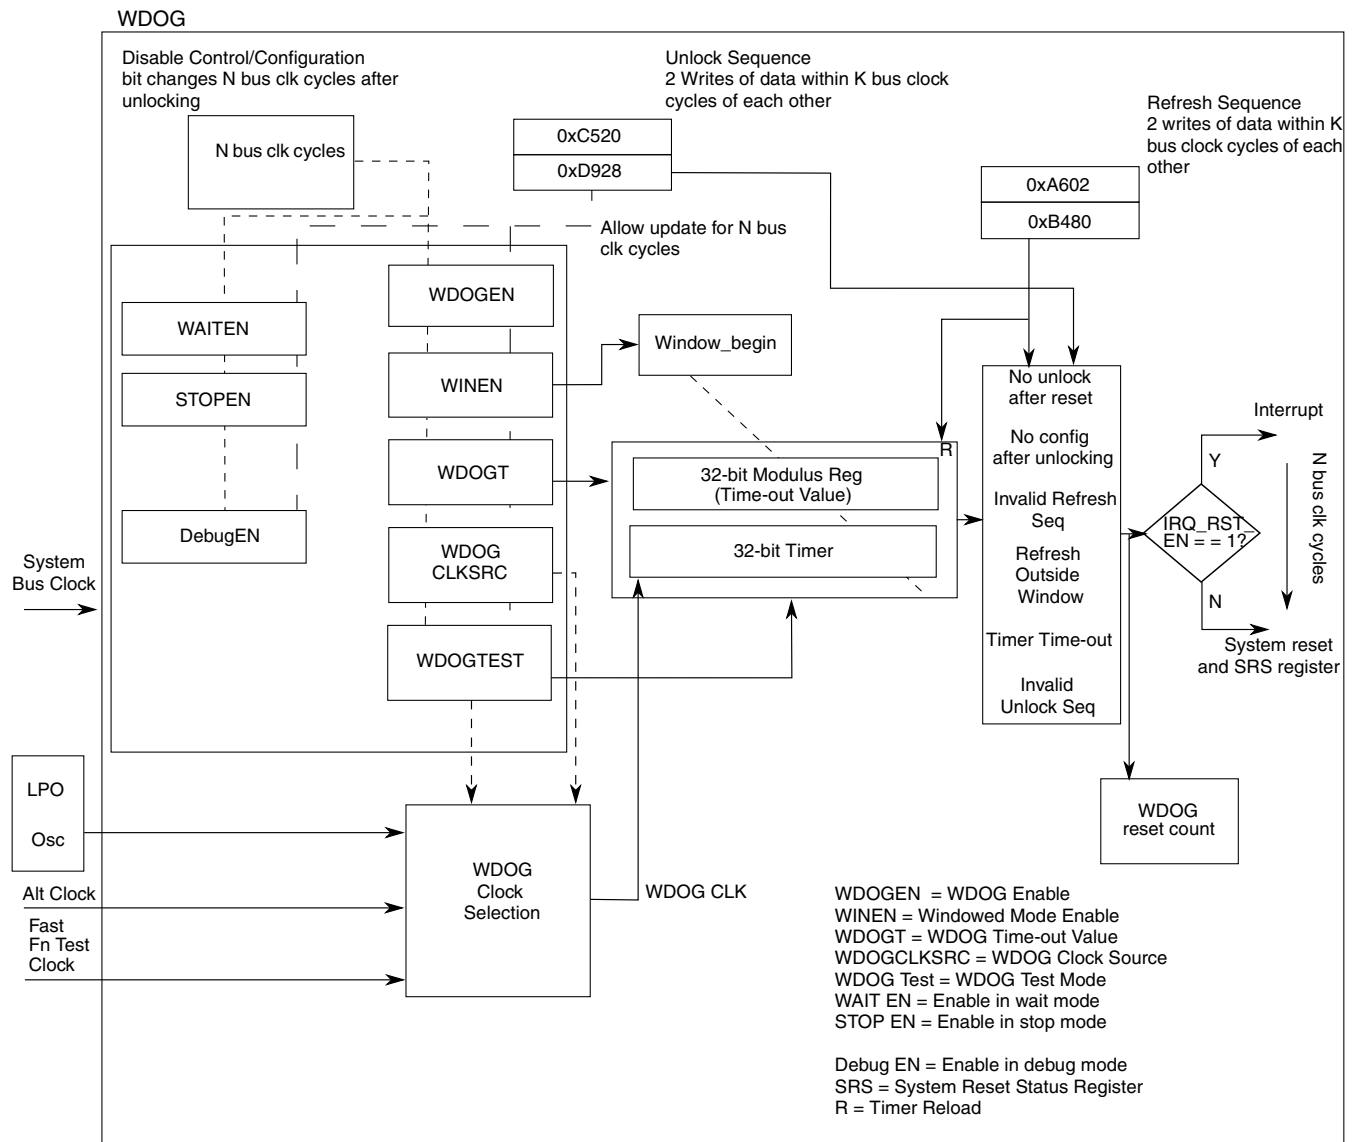 WDOG
Disable Control/Configuration
bit changes N bus clk cycles after
unlocking
Unlock Sequence
2 Writes of data within K bus clock
cycles of each other
Refresh Sequence
2 writes of data within K
bus clock cycles of each
other
N bus clk cycles
0xC520
0xD928
0xA602
0xB480
Allow update for N bus
clk cycles
WDOGEN
WAITEN
Window_begin
WINEN
STOPEN
No unlock
after reset
Interrupt
No config
after unlocking
R
Y
WDOGT
32-bit Modulus Reg
(Time-out Value)
N bus clk cycles
Invalid Refresh
Seq
IRQ_RST_
EN = = 1?
DebugEN
WDOG
CLKSRC
32-bit Timer
Refresh
Outside
Window
System
Bus Clock
N
Timer Time-out
System reset
and SRS register
WDOGTEST
Invalid
Unlock Seq
LPO
Osc
WDOG
reset count
WDOG
Clock
Selection
WDOG CLK
Alt Clock
Fast
Fn Test
Clock
WDOGEN = WDOG Enable
WINEN = Windowed Mode Enable
WDOGT = WDOG Time-out Value
WDOGCLKSRC = WDOG Clock Source
WDOG Test = WDOG Test Mode
WAIT EN = Enable in wait mode
STOP EN = Enable in stop mode
Debug EN = Enable in debug mode
SRS = System Reset Status Register
R = Timer Reload